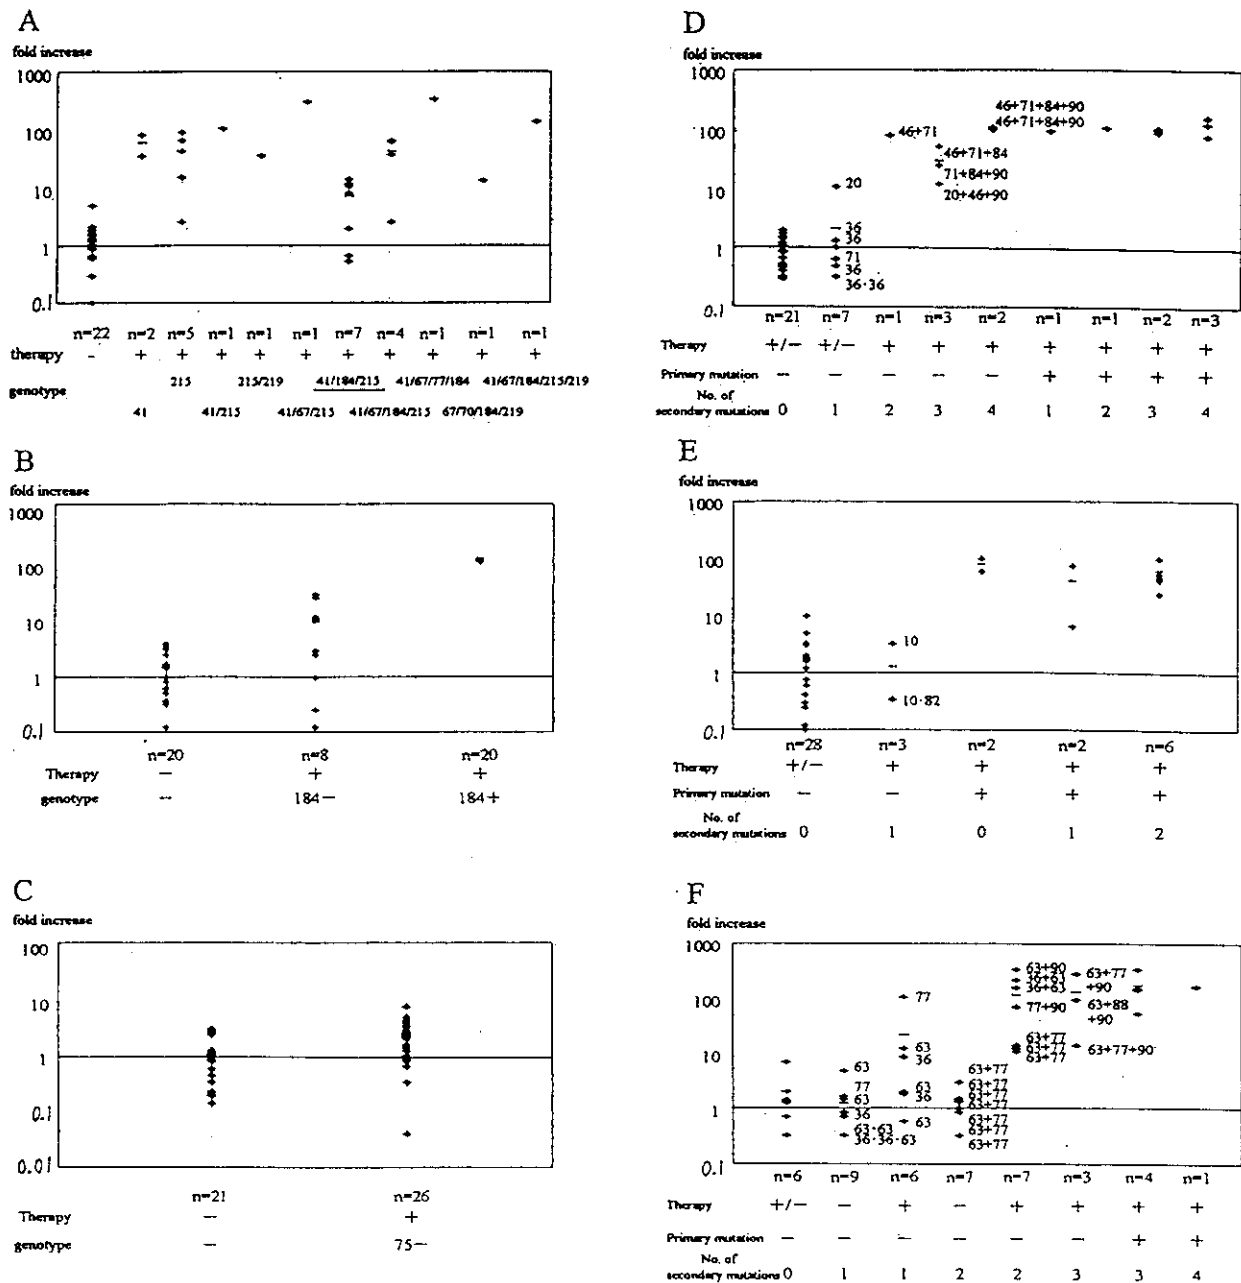 A
fold increase
1000
100
10
1
0.1
n=22 n=2 n=5 n=1 n=1 n=1 n=7 n=4 n=1 n=1 n=1
therapy - + + + + + + + + + +
genotype 215 215/219 41/184/215 41/67/77/184 41/67/184/215/219
41 41/215 41/67/215 41/67/184/215 67/70/184/219
B
fold increase
1000
100
10
1
0.1
n=20 n=8 n=20
Therapy − + +
genotype -- 184− 184+
C
fold increase
100
10
1
0.1
0.01
n=21 n=26
Therapy − +
genotype − 75−
D
fold increase
1000
100
10
1
0.1
46+71+84+90
46+71 46+71+84+90
46+71+84
71+84+90
20 20+46+90
36
36
71
36
36·36
n=21 n=7 n=1 n=3 n=2 n=1 n=1 n=2 n=3
Therapy +/− +/− + + + + + + +
Primary mutation -- − − − − + + + +
No. of
secondary mutations 0 1 2 3 4 1 2 3 4
E
fold increase
1000
100
10
1
0.1
10
10·82
n=28 n=3 n=2 n=2 n=6
Therapy +/− + + + +
Primary mutation − − + + +
No. of
secondary mutations 0 1 0 1 2
F
fold increase
1000
100
10
1
0.1
63
77
63
36
63·63
36·36·63
77
63
36
63
36
63
63+77
63+77
63+77
63+77
63+77
63+77
63+77
63+90
36+63
36+63
77+90
63+77
63+77
63+77
63+77
+90
63+88
+90
63+77+90
n=6 n=9 n=6 n=7 n=7 n=3 n=4 n=1
Therapy +/− − + − + + + +
Primary mutation − − − − − − + +
No. of
secondary mutations 0 1 1 2 2 3 3 4